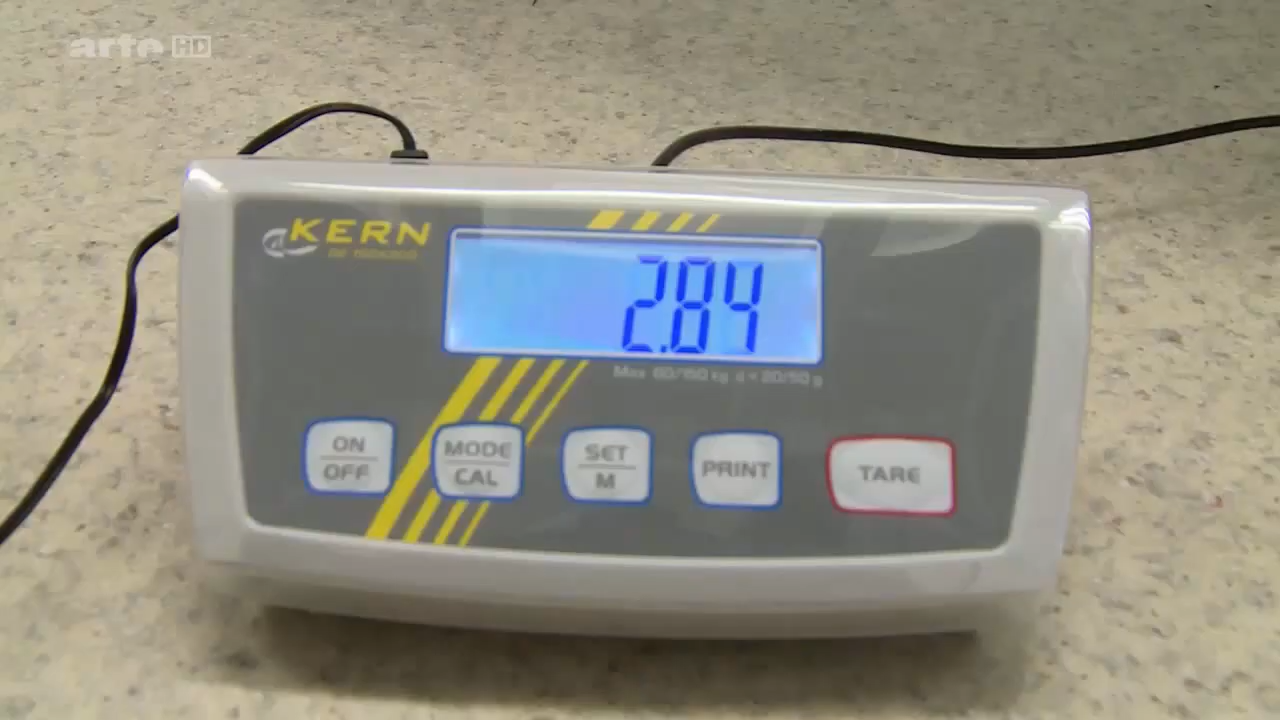 arte HD
KERN
2.84
Max 60/150 kg d = 20/50 g
ON
OFF
MODE
CAL
SET
M
PRINT
TARE